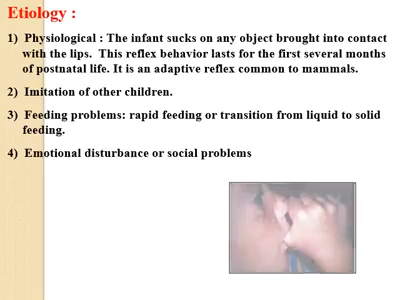 Etiology :
1) Physiological : The infant sucks on any object brought into contact
with the lips. This reflex behavior lasts for the first several months
of postnatal life. It is an adaptive reflex common to mammals.
2) Imitation of other children.
3) Feeding problems: rapid feeding or transition from liquid to solid
feeding.
4) Emotional disturbance or social problems